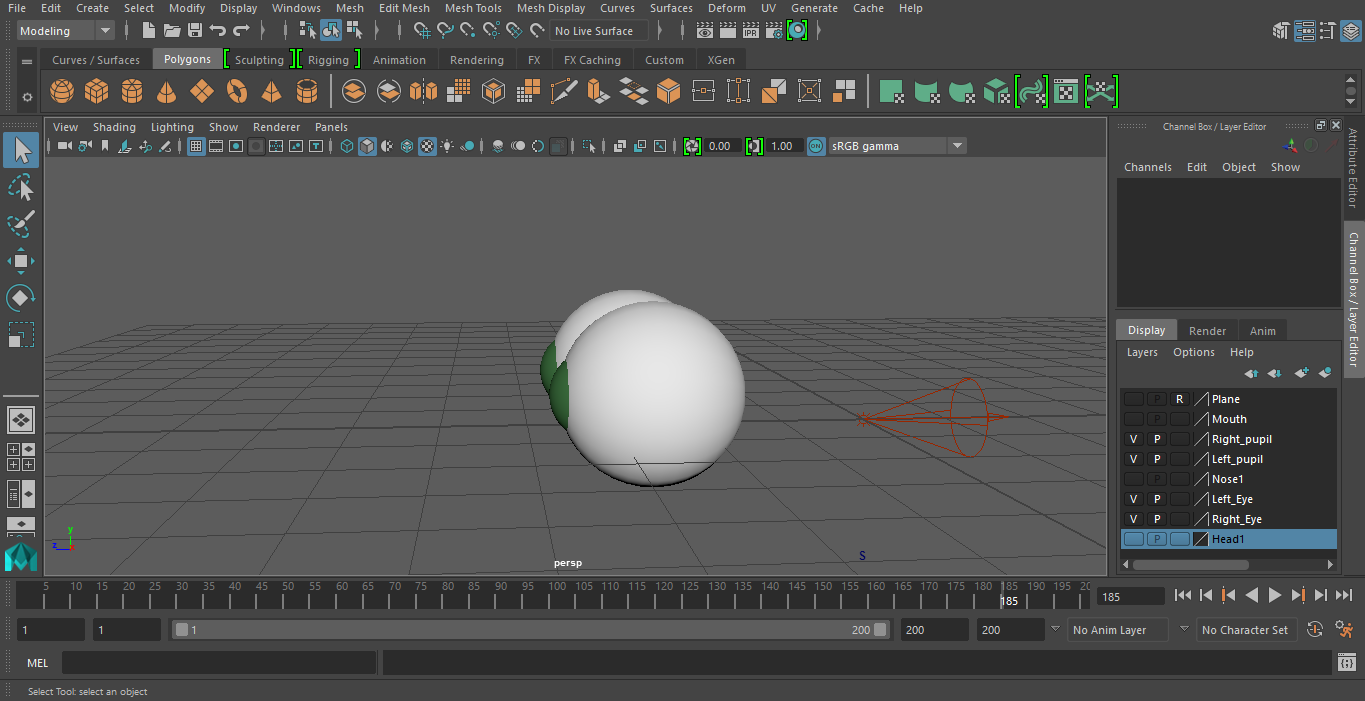 File Edit Create Select Modify Display Windows Mesh Edit Mesh Mesh Tools Mesh Display Curves Surfaces Deform UV Generate Cache Help
Modeling No Live Surface IPR
Curves / Surfaces Polygons Sculpting Rigging Animation Rendering FX FX Caching Custom XGen
View Shading Lighting Show Renderer Panels
0.00 1.00 ON sRGB gamma
persp
S
y
z
Channel Box / Layer Editor
Channels Edit Object Show
Display Render Anim
Layers Options Help
P R Plane
P Mouth
V P Right_pupil
V P Left_pupil
P Nose1
V P Left_Eye
V P Right_Eye
P Head1
Attribute Editor
Channel Box / Layer Editor
5 10 15 20 25 30 35 40 45 50 55 60 65 70 75 80 85 90 95 100 105 110 115 120 125 130 135 140 145 150 155 160 165 170 175 180 185 190 195 20
185
185
1 1 1 200 200 200 No Anim Layer No Character Set
MEL
Select Tool: select an object